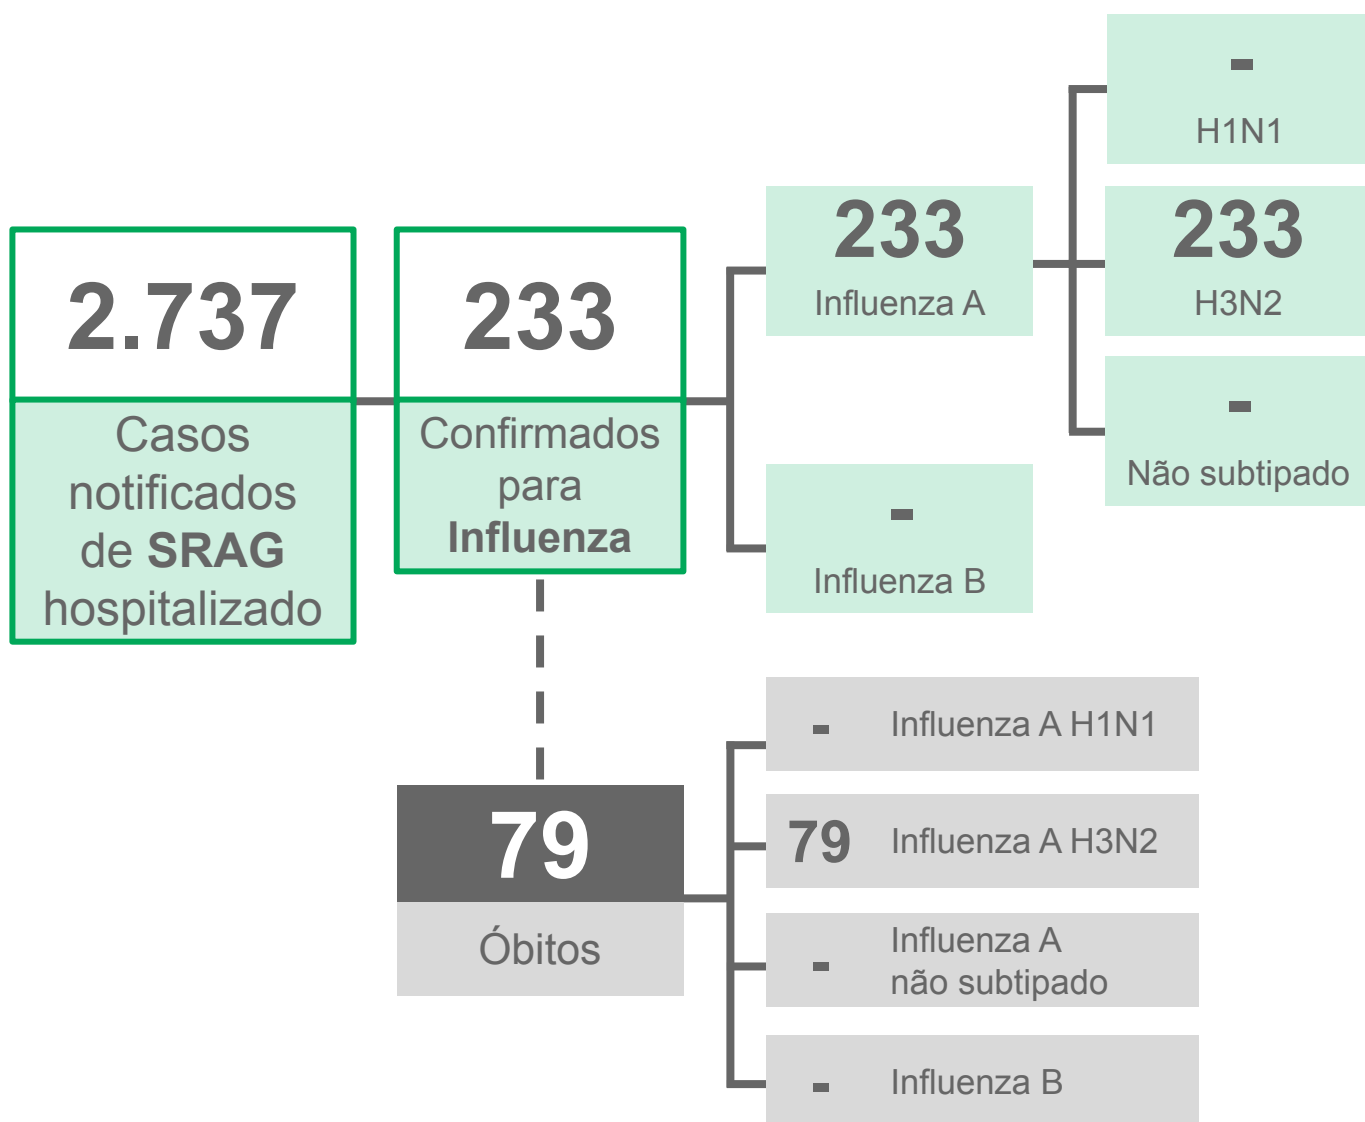 2.737
Casos
notificados
de SRAG
hospitalizado
233
Confirmados
para
Influenza
233
Influenza A
-
Influenza B
-
H1N1
233
H3N2
-
Não subtipado
79
Óbitos
- Influenza A H1N1
79 Influenza A H3N2
- Influenza A
não subtipado
- Influenza B